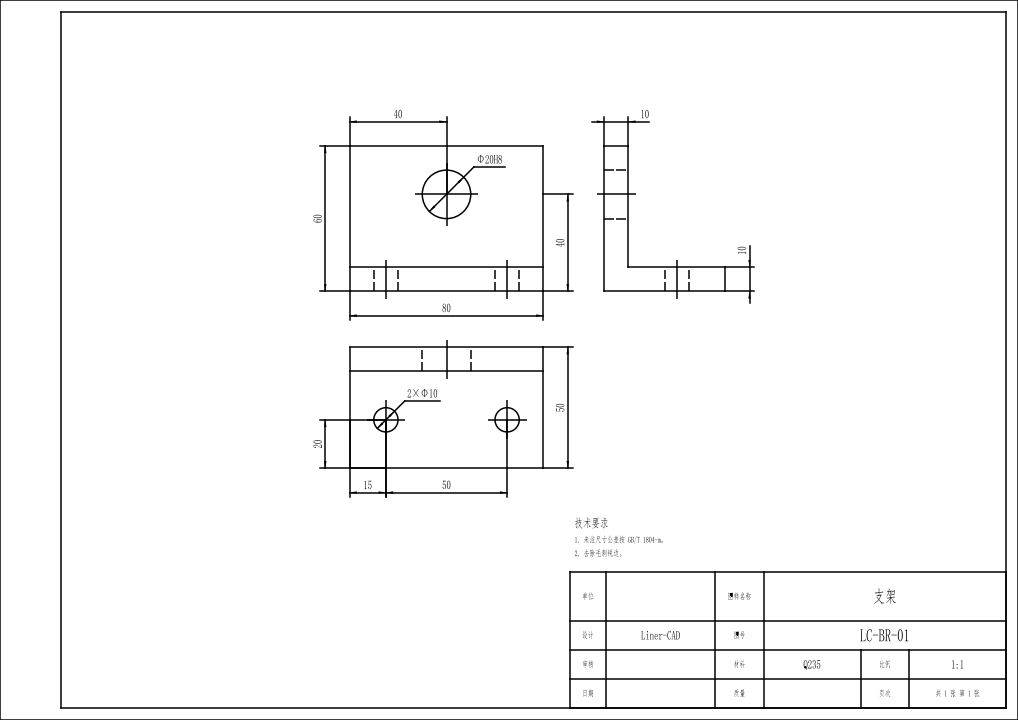 40
10
Φ20H8
60
40
10
80
2×Φ10
50
20
15
50
技术要求
1. 未注尺寸公差按 GB/T 1804-m。
2. 去除毛刺锐边。
单位
图样名称
支架
设计
Liner-CAD
图号
LC-BR-01
审核
材料
Q235
比例
1:1
日期
质量
页次
共 1 张 第 1 张